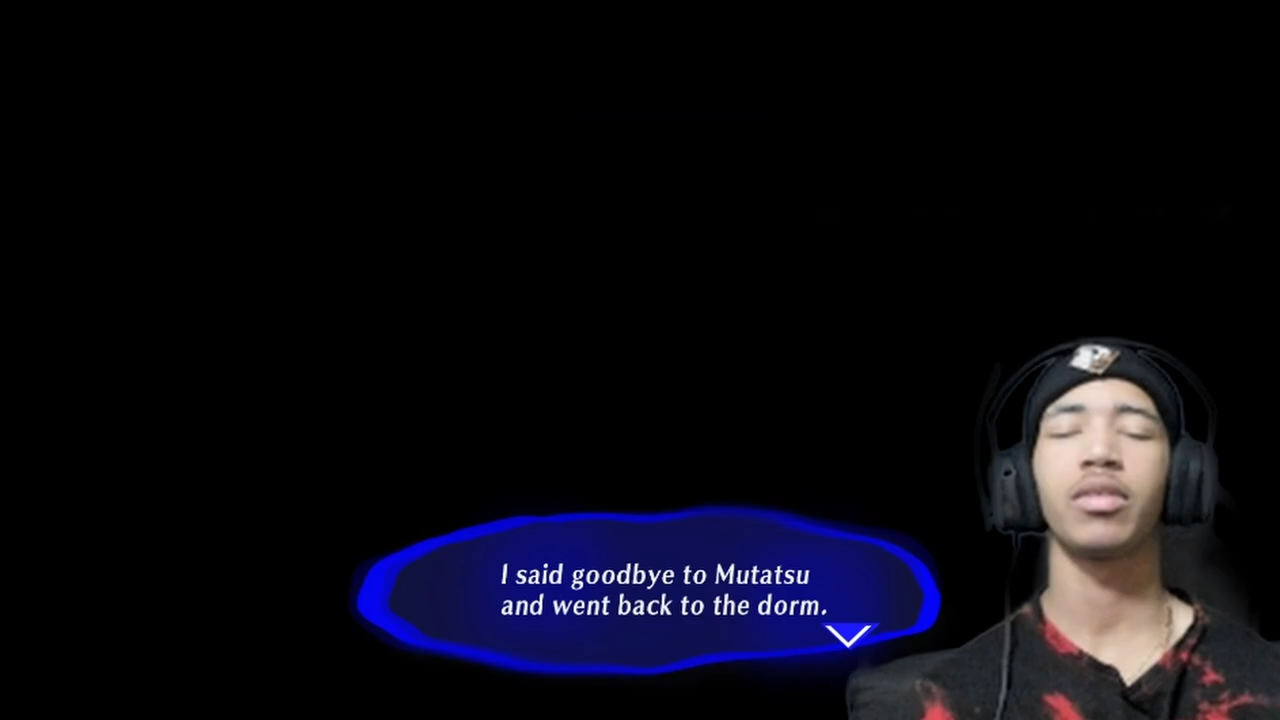 I said goodbye to Mutatsu
and went back to the dorm.